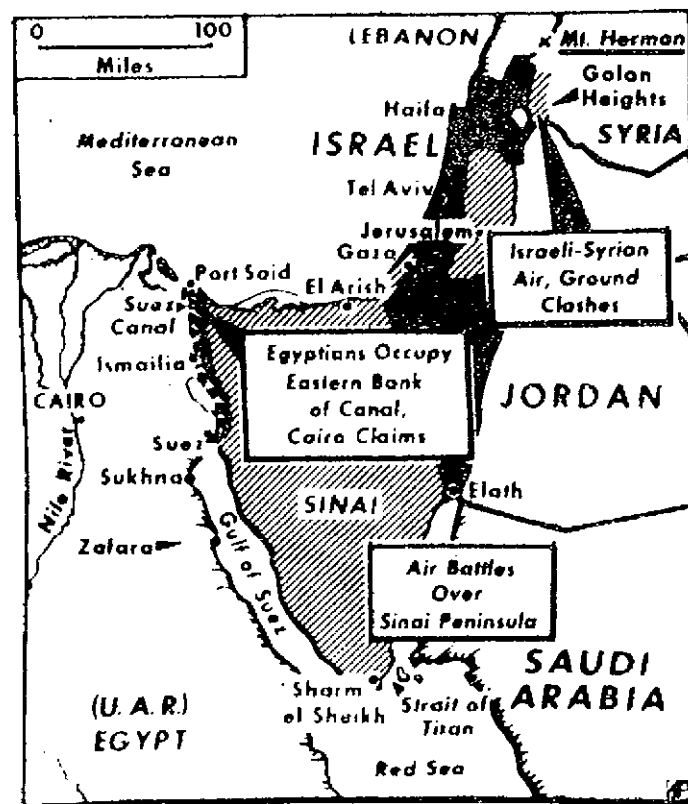 0 100
Miles
LEBANON
Mt. Herman
Golan
Heights
Haifa
SYRIA
ISRAEL
Mediterranean
Sea
Tel Aviv
Jerusalem
Gaza
Israeli-Syrian
Air, Ground
Clashes
Port Said
El Arish
Suez
Canal
Ismailia
Egyptians Occupy
Eastern Bank
of Canal,
Cairo Claims
CAIRO
JORDAN
Suez
Sukhna
Nile River
SINAI
Elath
Zafara
Gulf of Suez
Air Battles
Over
Sinai Peninsula
SAUDI
ARABIA
Sharm
el Sheikh
Strait of
Tiran
(U.A.R.)
EGYPT
Red Sea
AP